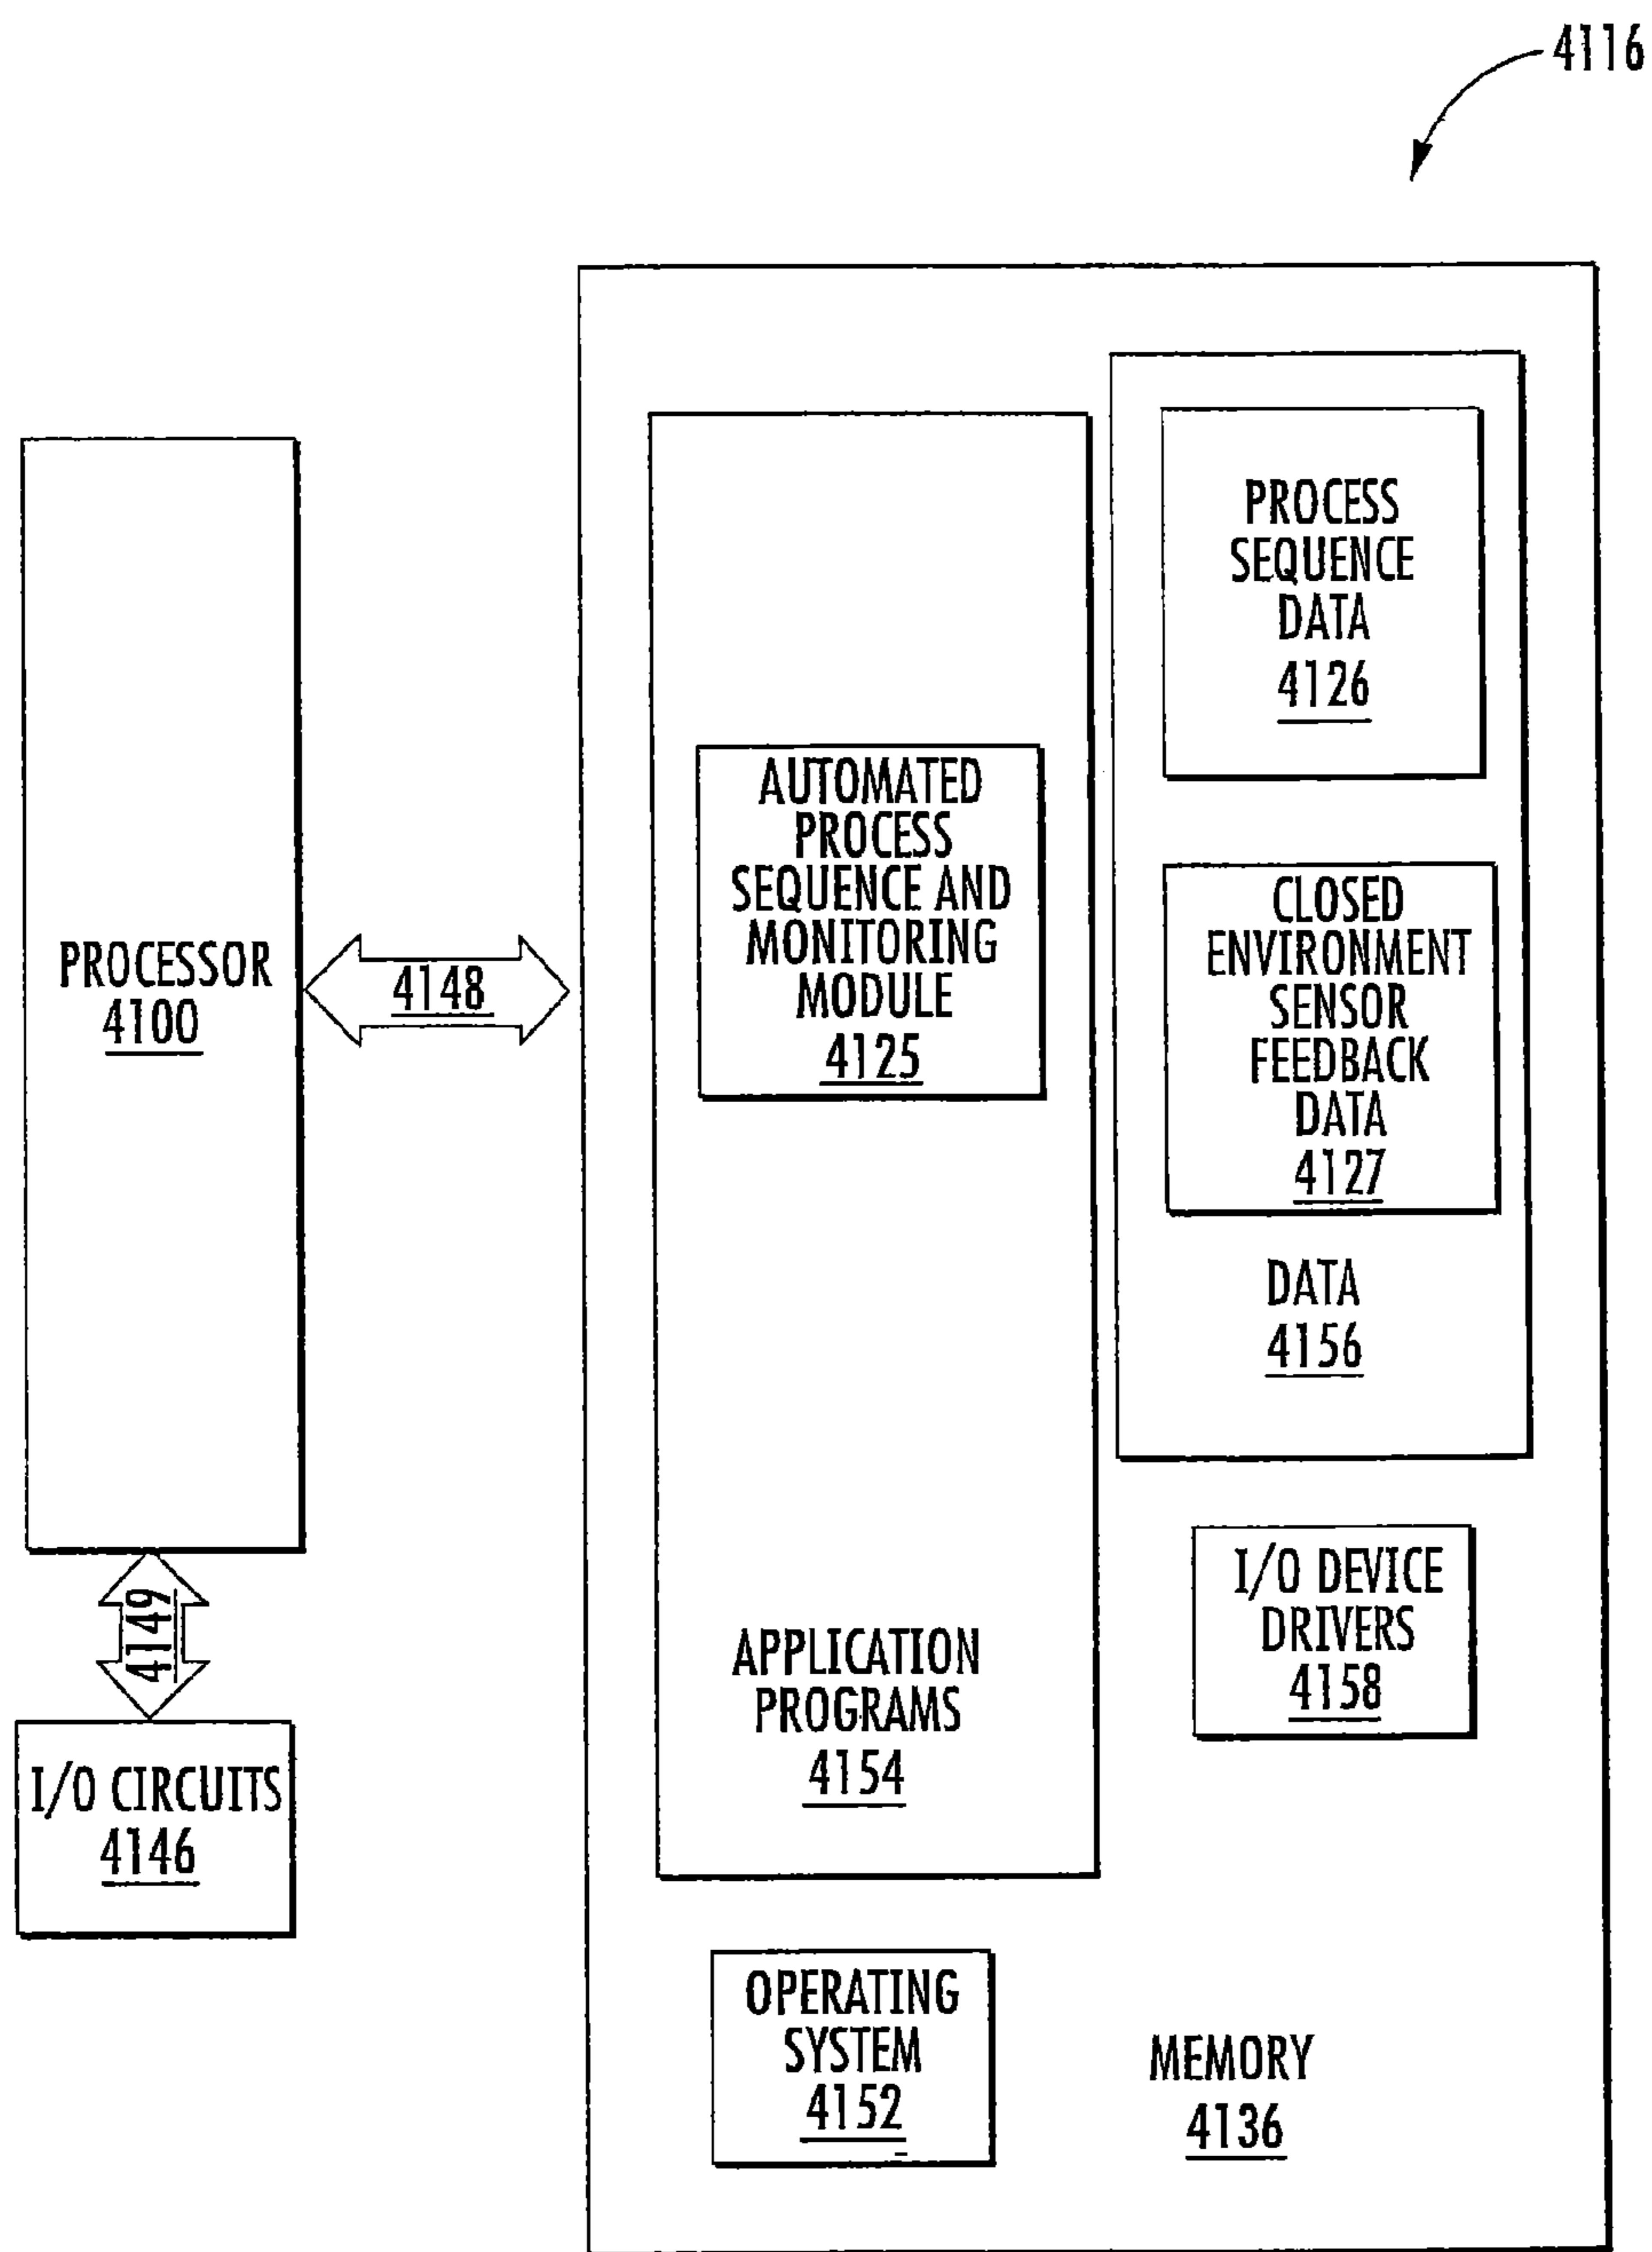 4116
PROCESSOR
4100
4148
4149
I/O CIRCUITS
4146
AUTOMATED
PROCESS
SEQUENCE AND
MONITORING
MODULE
4125
APPLICATION
PROGRAMS
4154
PROCESS
SEQUENCE
DATA
4126
CLOSED
ENVIRONMENT
SENSOR
FEEDBACK
DATA
4127
DATA
4156
I/O DEVICE
DRIVERS
4158
OPERATING
SYSTEM
4152
MEMORY
4136